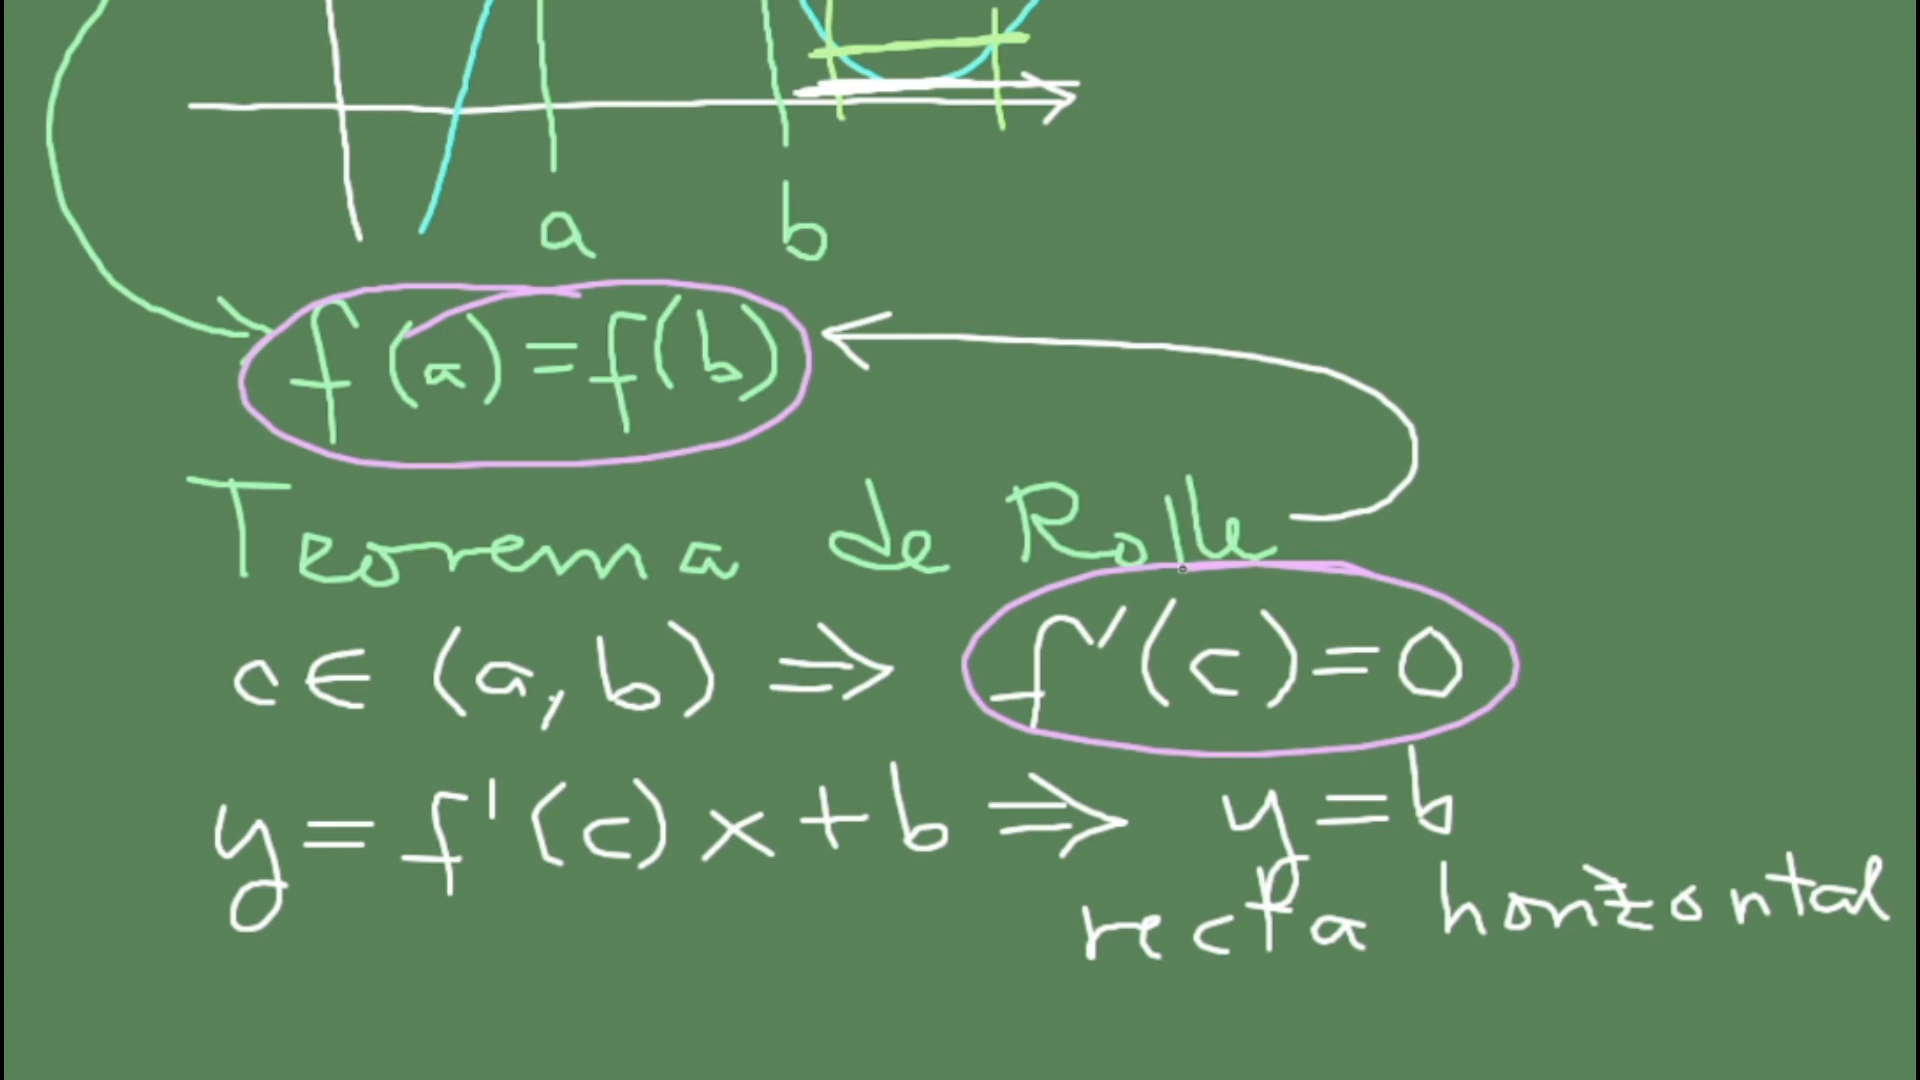 a b
f(a)=f(b)
Teorema de Rolle
c∈(a,b) ⇒ f'(c)=0
y=f'(c)x+b ⇒ y=b
recta horizontal